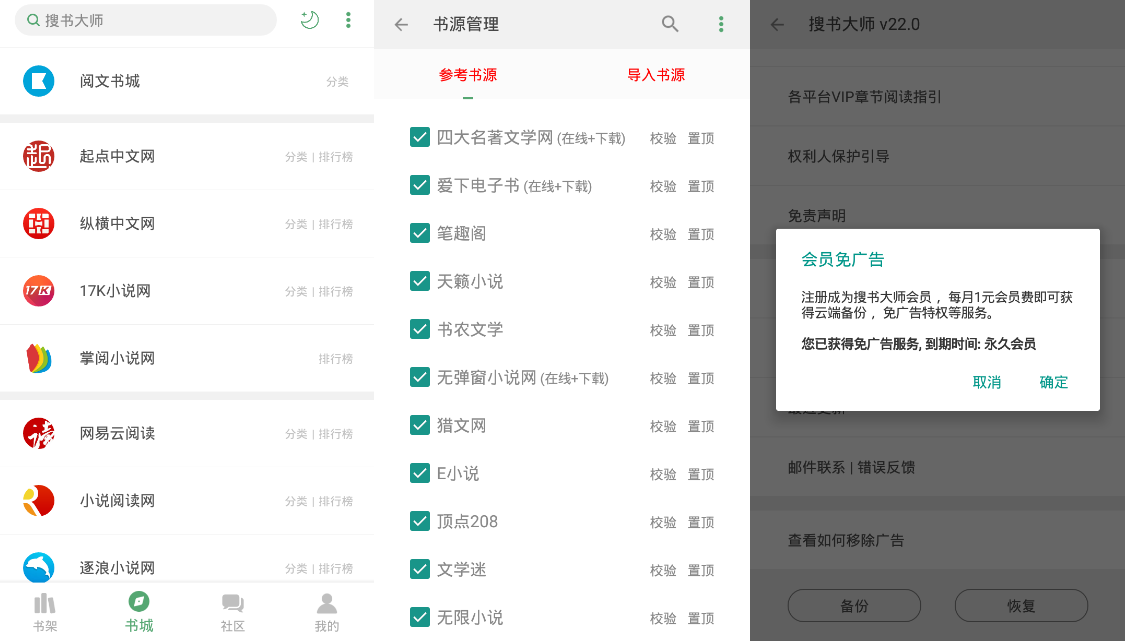 搜书大师
阅文书城 分类
起点中文网 分类 | 排行榜
纵横中文网 分类 | 排行榜
17K 17K小说网 分类 | 排行榜
掌阅小说网 排行榜
网易云阅读 分类 | 排行榜
小说阅读网 分类 | 排行榜
逐浪小说网 分类 | 排行榜
书架 书城 社区 我的
书源管理
参考书源 导入书源
四大名著文学网 (在线+下载) 校验 置顶
爱下电子书 (在线+下载) 校验 置顶
笔趣阁 校验 置顶
天籁小说 校验 置顶
书农文学 校验 置顶
无弹窗小说网 (在线+下载) 校验 置顶
猎文网 校验 置顶
E小说 校验 置顶
顶点208 校验 置顶
文学迷 校验 置顶
无限小说 校验 置顶
搜书大师 v22.0
各平台VIP章节阅读指引
权利人保护引导
免责声明
会员免广告
注册成为搜书大师会员 ，每月1元会员费即可获
得云端备份 ，免广告特权等服务。
您已获得免广告服务, 到期时间: 永久会员
取消 确定
邮件联系 | 错误反馈
查看如何移除广告
备份 恢复